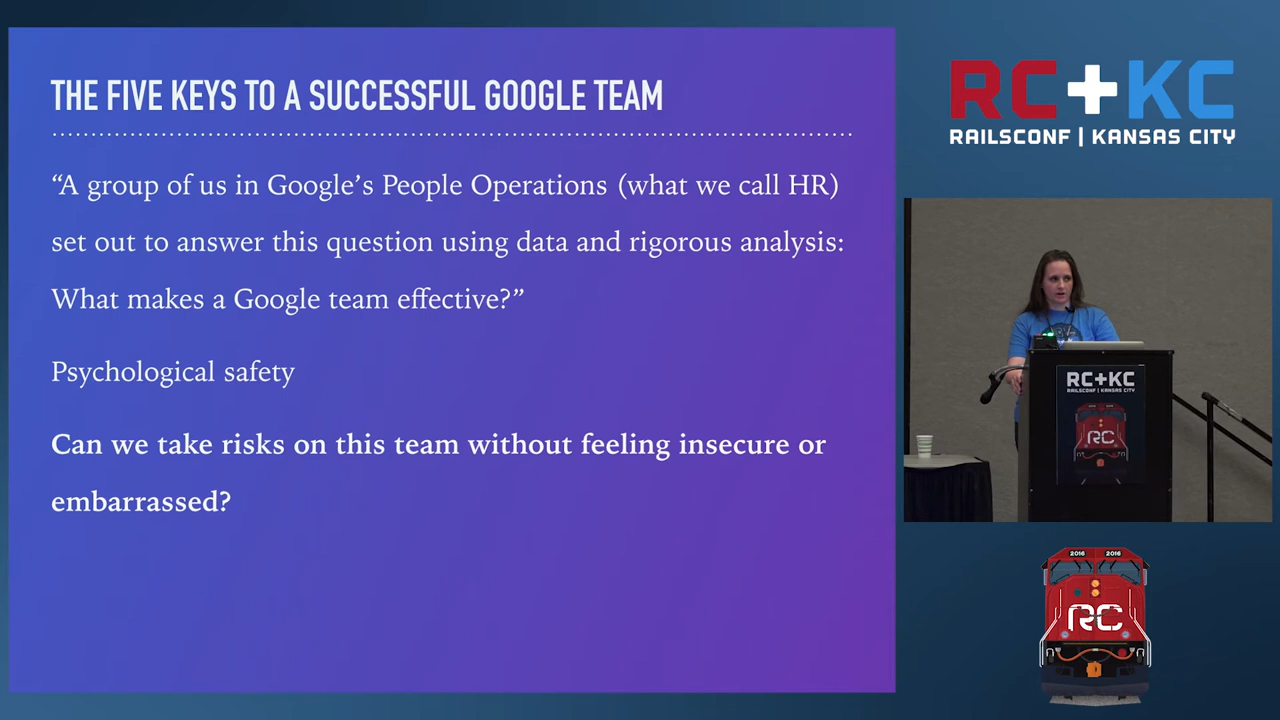 THE FIVE KEYS TO A SUCCESSFUL GOOGLE TEAM
“A group of us in Google’s People Operations (what we call HR)
set out to answer this question using data and rigorous analysis:
What makes a Google team effective?”
Psychological safety
Can we take risks on this team without feeling insecure or
embarrassed?
RC+KC
RAILSCONF | KANSAS CITY
RC+KC
RAILSCONF | KANSAS CITY
RC
2016 2016
RC